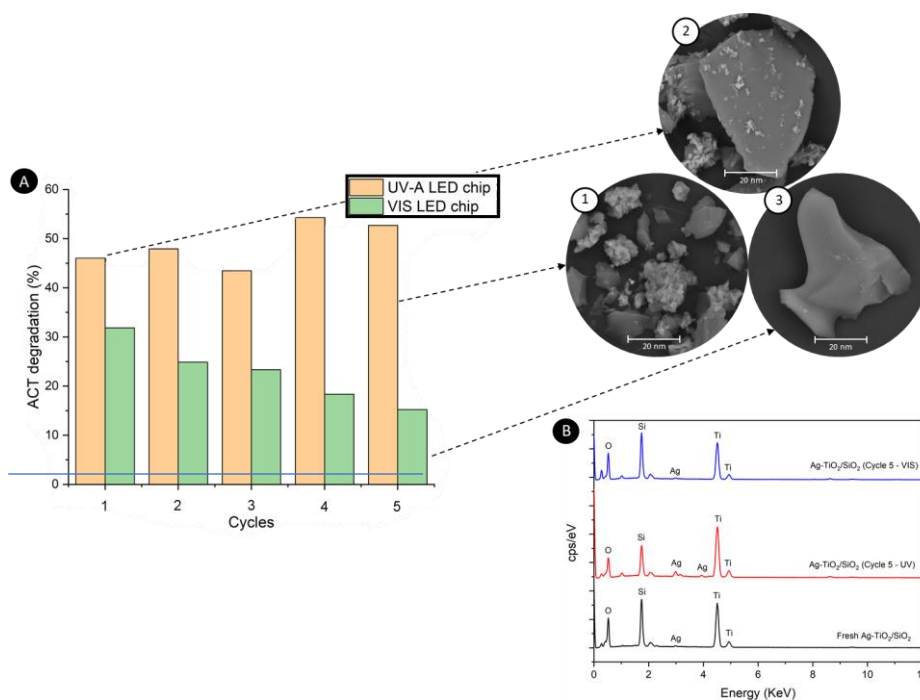 2
20 nm
A
UV-A LED chip
VIS LED chip
1
20 nm
3
20 nm
60
50
40
30
20
10
0
ACT degradation (%)
1 2 3 4 5
Cycles
B
O Si Ag Ti Ti
Ag-TiO₂/SiO₂ (Cycle 5 - VIS)
O Si Ag Ag Ti Ti
Ag-TiO₂/SiO₂ (Cycle 5 - UV)
O Si Ag Ti Ti
Fresh Ag-TiO₂/SiO₂
cps/eV
0 2 4 6 8 10
Energy (KeV)